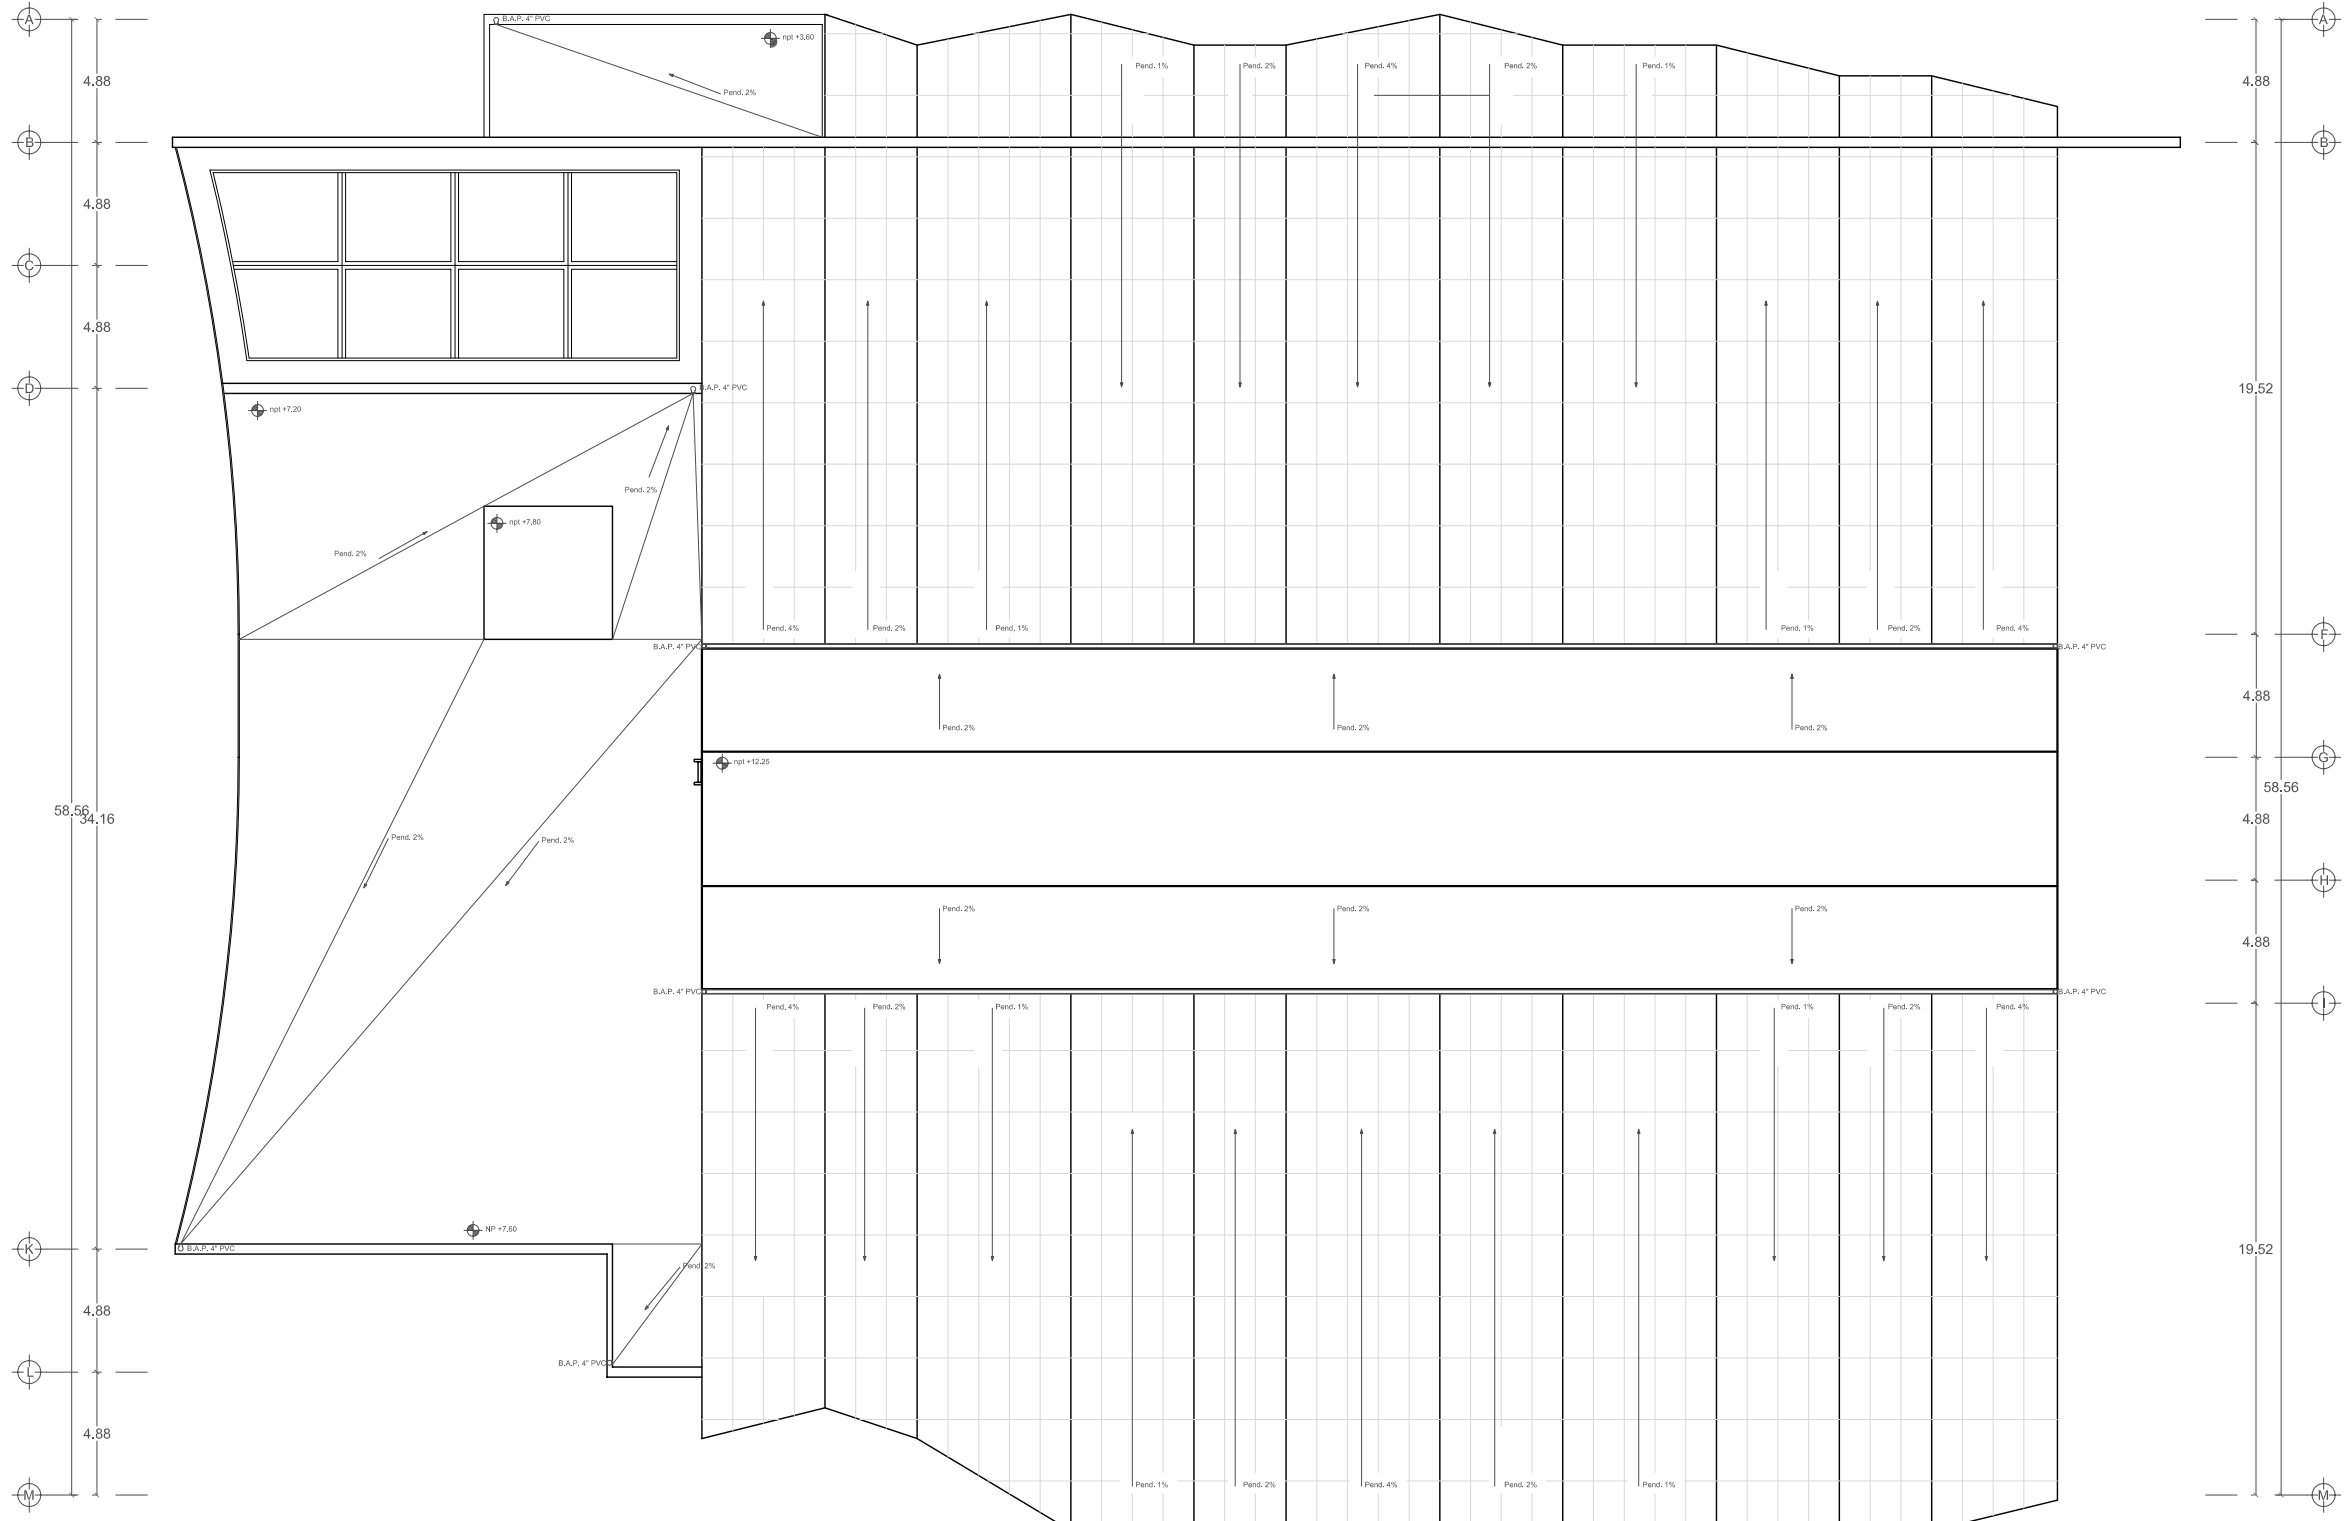 A
B.A.P. 4" PVC
A
npt +3.60
Pend. 1%
Pend. 2%
Pend. 4%
Pend. 2%
Pend. 1%
4.88
Pend. 2%
4.88
B
B
4.88
C
4.88
D
B.A.P. 4" PVC
19.52
D
npt +7.20
Pend. 2%
npt +7.80
Pend. 2%
Pend. 4%
Pend. 2%
Pend. 1%
Pend. 1%
Pend. 2%
Pend. 4%
F
B.A.P. 4" PVC
B.A.P. 4" PVC
4.88
Pend. 2%
Pend. 2%
Pend. 2%
npt +12.25
G
58.56
58.56
34.16
4.88
Pend. 2%
Pend. 2%
H
Pend. 2%
Pend. 2%
Pend. 2%
4.88
B.A.P. 4" PVC
B.A.P. 4" PVC
Pend. 4%
Pend. 2%
Pend. 1%
Pend. 1%
Pend. 2%
Pend. 4%
I
NP +7.60
K
B.A.P. 4" PVC
19.52
K
Pend. 2%
4.88
B.A.P. 4" PVC
L
4.88
Pend. 1%
Pend. 2%
Pend. 4%
Pend. 2%
Pend. 1%
M
M